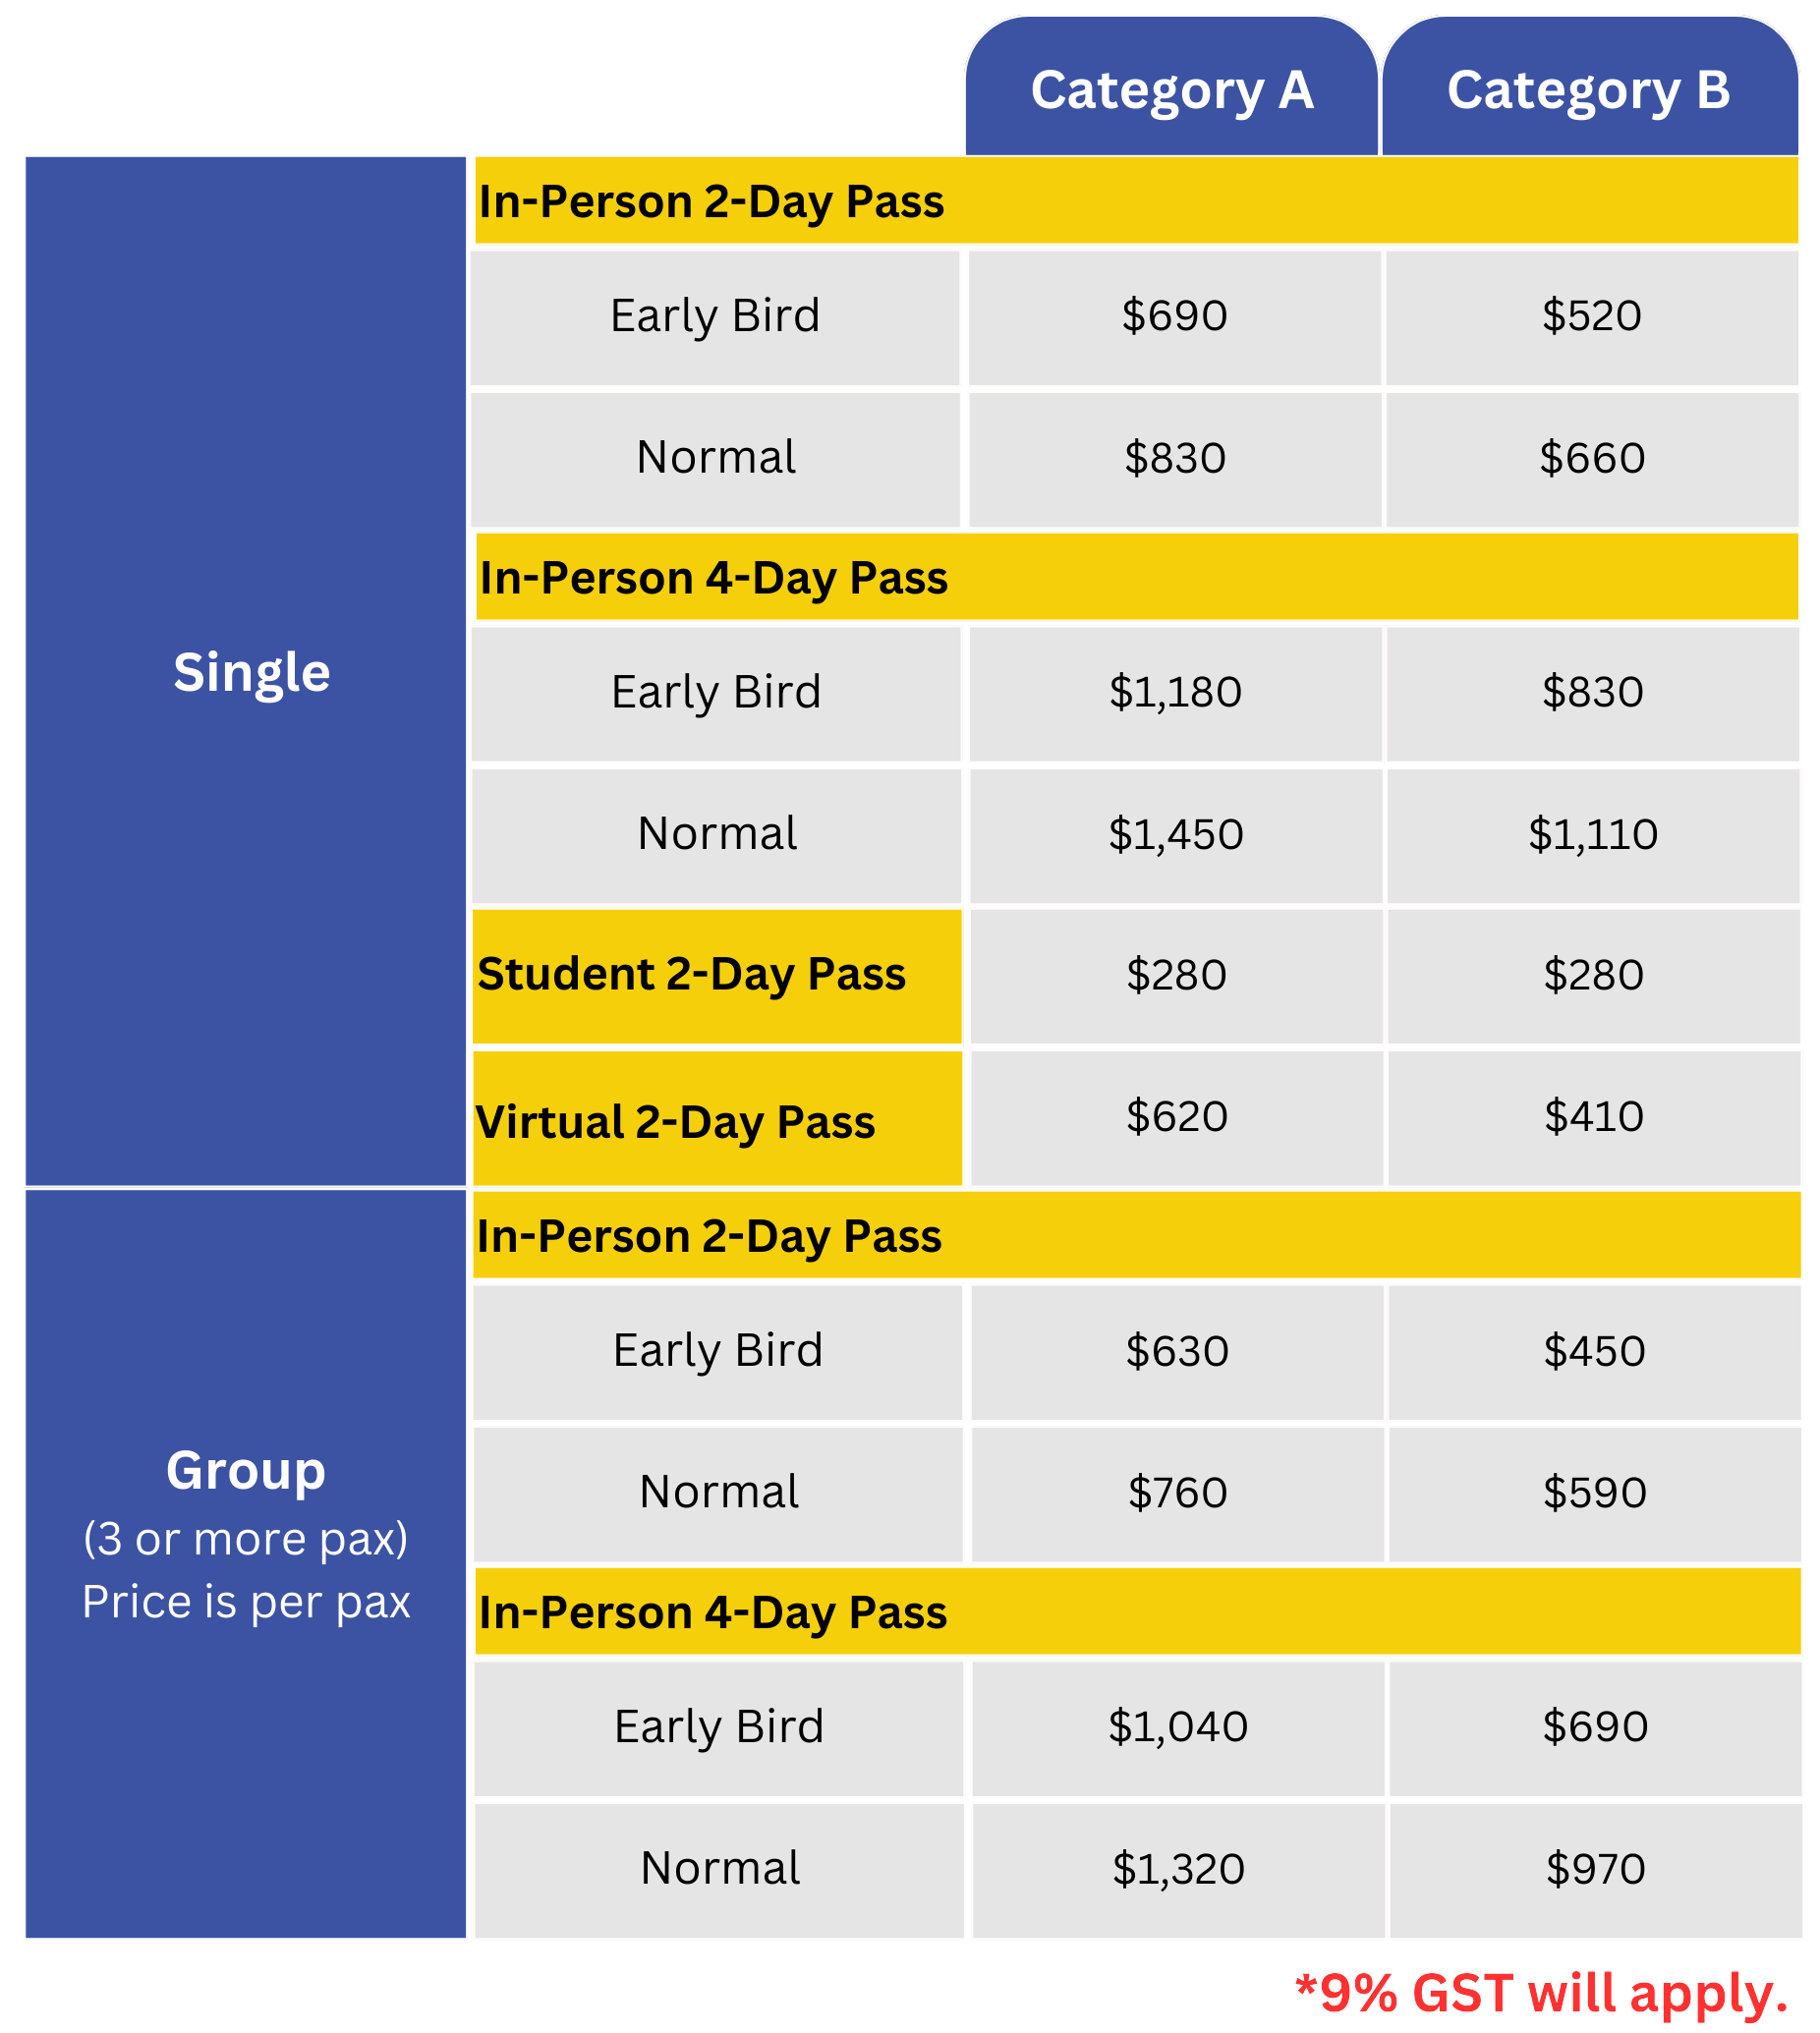 Category A Category B
In-Person 2-Day Pass
Early Bird $690 $520
Normal $830 $660
In-Person 4-Day Pass
Single
Early Bird $1,180 $830
Normal $1,450 $1,110
Student 2-Day Pass $280 $280
Virtual 2-Day Pass $620 $410
In-Person 2-Day Pass
Early Bird $630 $450
Group
(3 or more pax)
Price is per pax
Normal $760 $590
In-Person 4-Day Pass
Early Bird $1,040 $690
Normal $1,320 $970
*9% GST will apply.